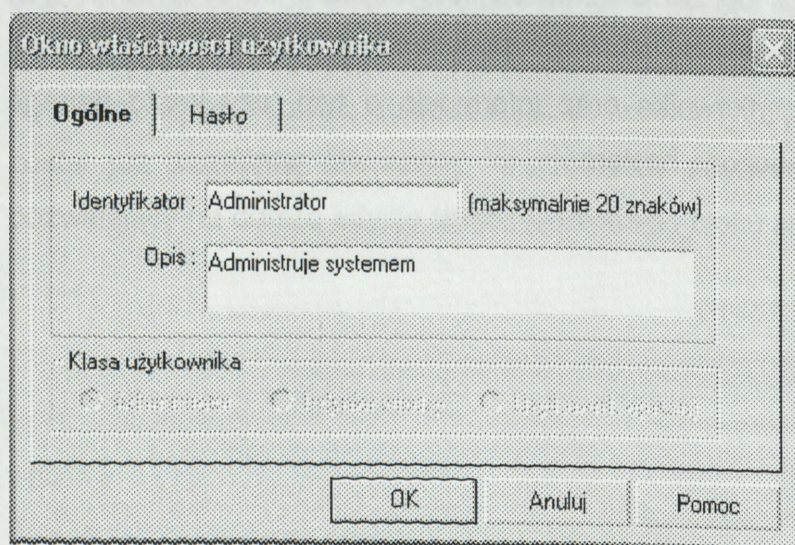 Okno właściwości użytkownika
Ogólne Hasło
Identyfikator: Administrator (maksymalnie 20 znaków)
Opis: Administruje systemem
Klasa użytkownika
OK Anuluj Pomoc